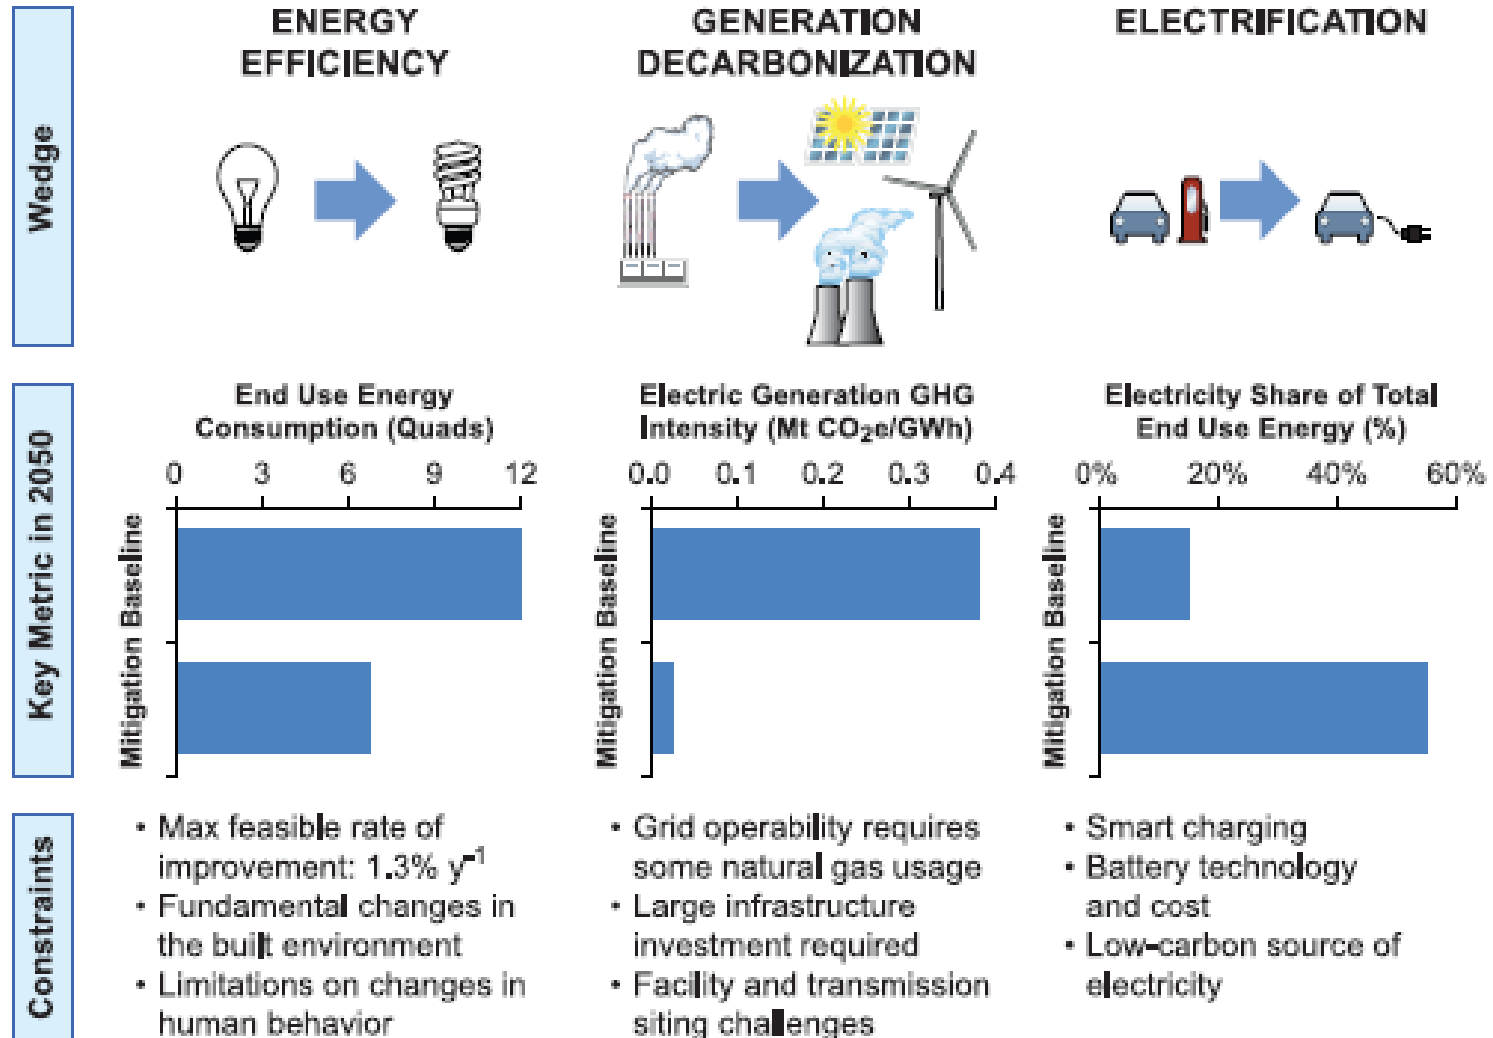 Wedge
ENERGY
EFFICIENCY
GENERATION
DECARBONIZATION
ELECTRIFICATION
Key Metric in 2050
End Use Energy
Consumption (Quads)
0 3 6 9 12
Baseline
Mitigation
Electric Generation GHG
Intensity (Mt CO₂e/GWh)
0.0 0.1 0.2 0.3 0.4
Baseline
Mitigation
Electricity Share of Total
End Use Energy (%)
0% 20% 40% 60%
Baseline
Mitigation
Constraints
• Max feasible rate of
improvement: 1.3% y⁻¹
• Fundamental changes in
the built environment
• Limitations on changes in
human behavior
• Grid operability requires
some natural gas usage
• Large infrastructure
investment required
• Facility and transmission
siting challenges
• Smart charging
• Battery technology
and cost
• Low-carbon source of
electricity